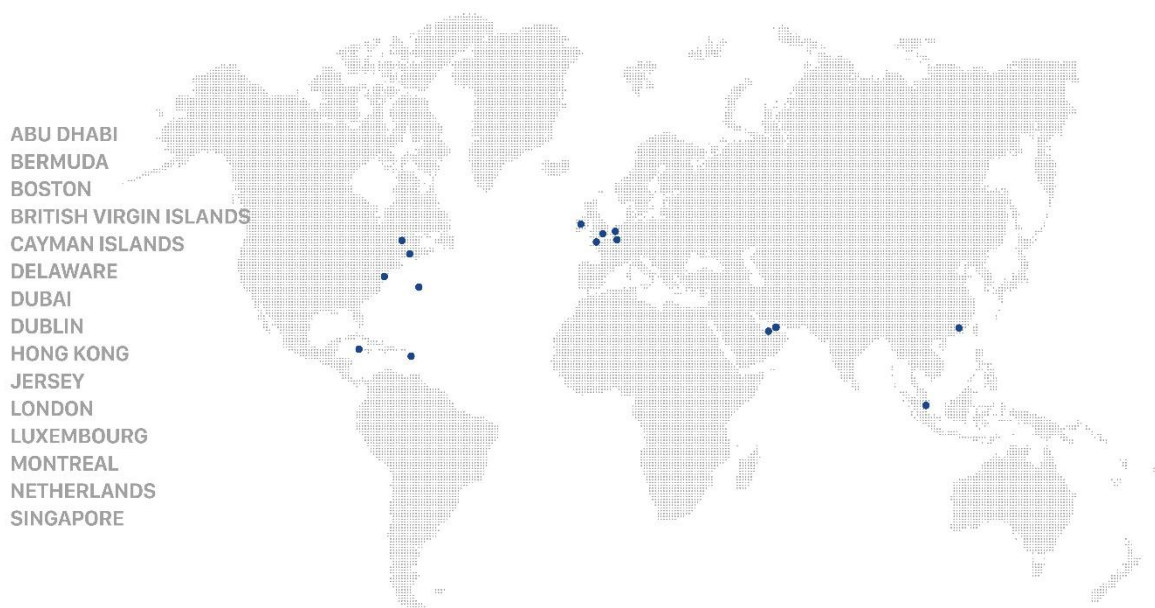 ABU DHABI
BERMUDA
BOSTON
BRITISH VIRGIN ISLANDS
CAYMAN ISLANDS
DELAWARE
DUBAI
DUBLIN
HONG KONG
JERSEY
LONDON
LUXEMBOURG
MONTREAL
NETHERLANDS
SINGAPORE